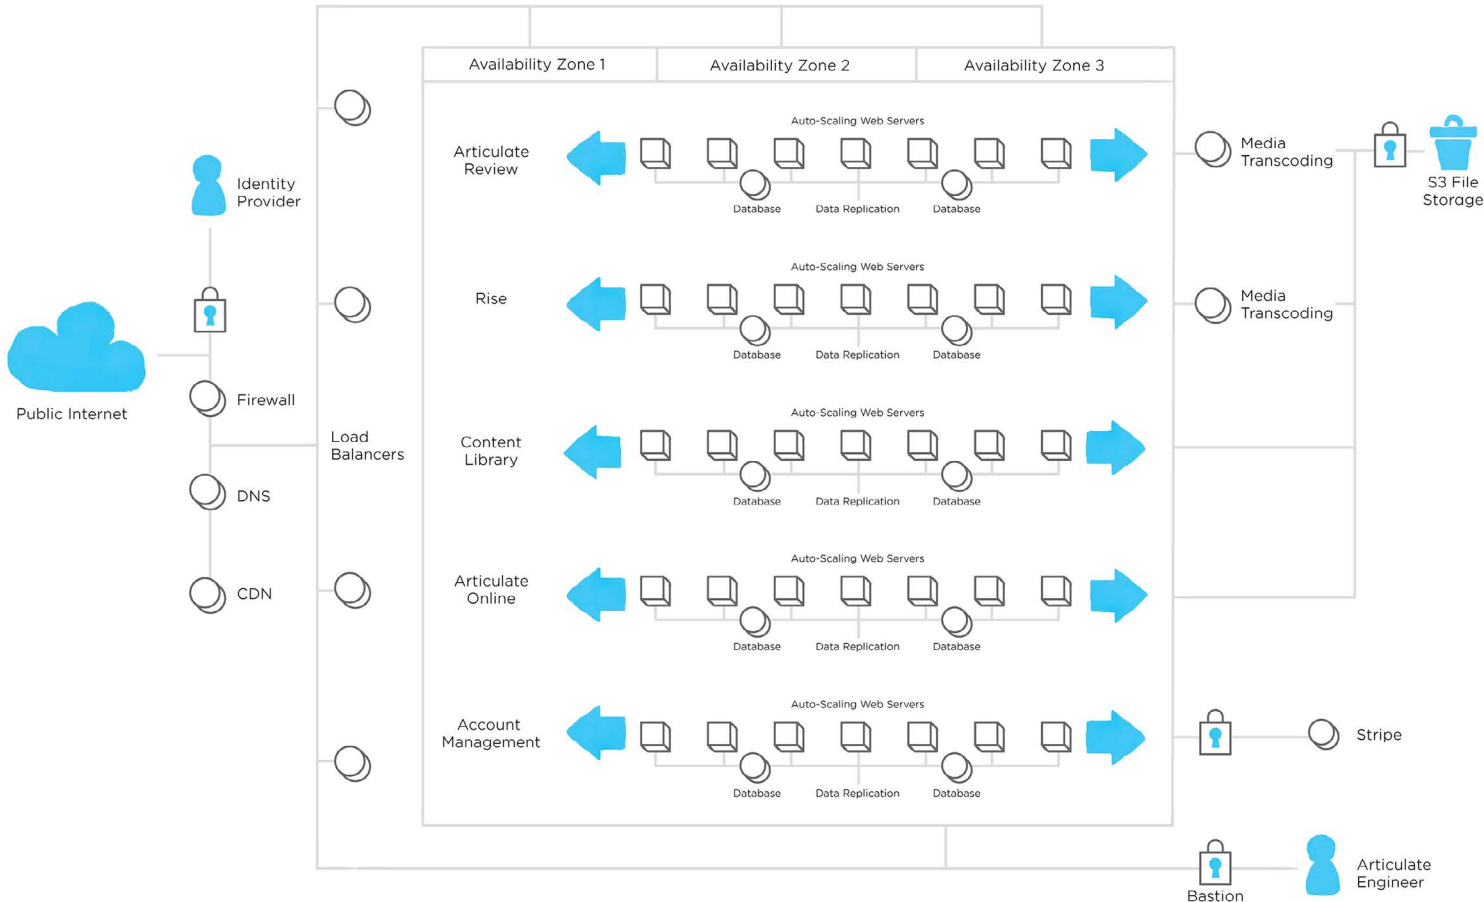 Availability Zone 1
Availability Zone 2
Availability Zone 3
Identity
Provider
Public Internet
Firewall
DNS
CDN
Load
Balancers
Auto-Scaling Web Servers
Articulate
Review
Database
Data Replication
Database
Media
Transcoding
S3 File
Storage
Auto-Scaling Web Servers
Rise
Database
Data Replication
Database
Media
Transcoding
Auto-Scaling Web Servers
Content
Library
Database
Data Replication
Database
Auto-Scaling Web Servers
Articulate
Online
Database
Data Replication
Database
Auto-Scaling Web Servers
Account
Management
Database
Data Replication
Database
Stripe
Bastion
Articulate
Engineer